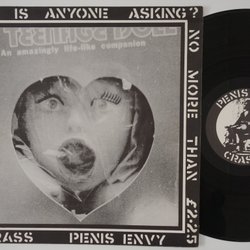 IS ANYONE ASKING?
TEENAGE DOLL
An amazingly life-like companion
NO MORE THAN £2.25
CRASS PENIS ENVY
PENIS
CRASS